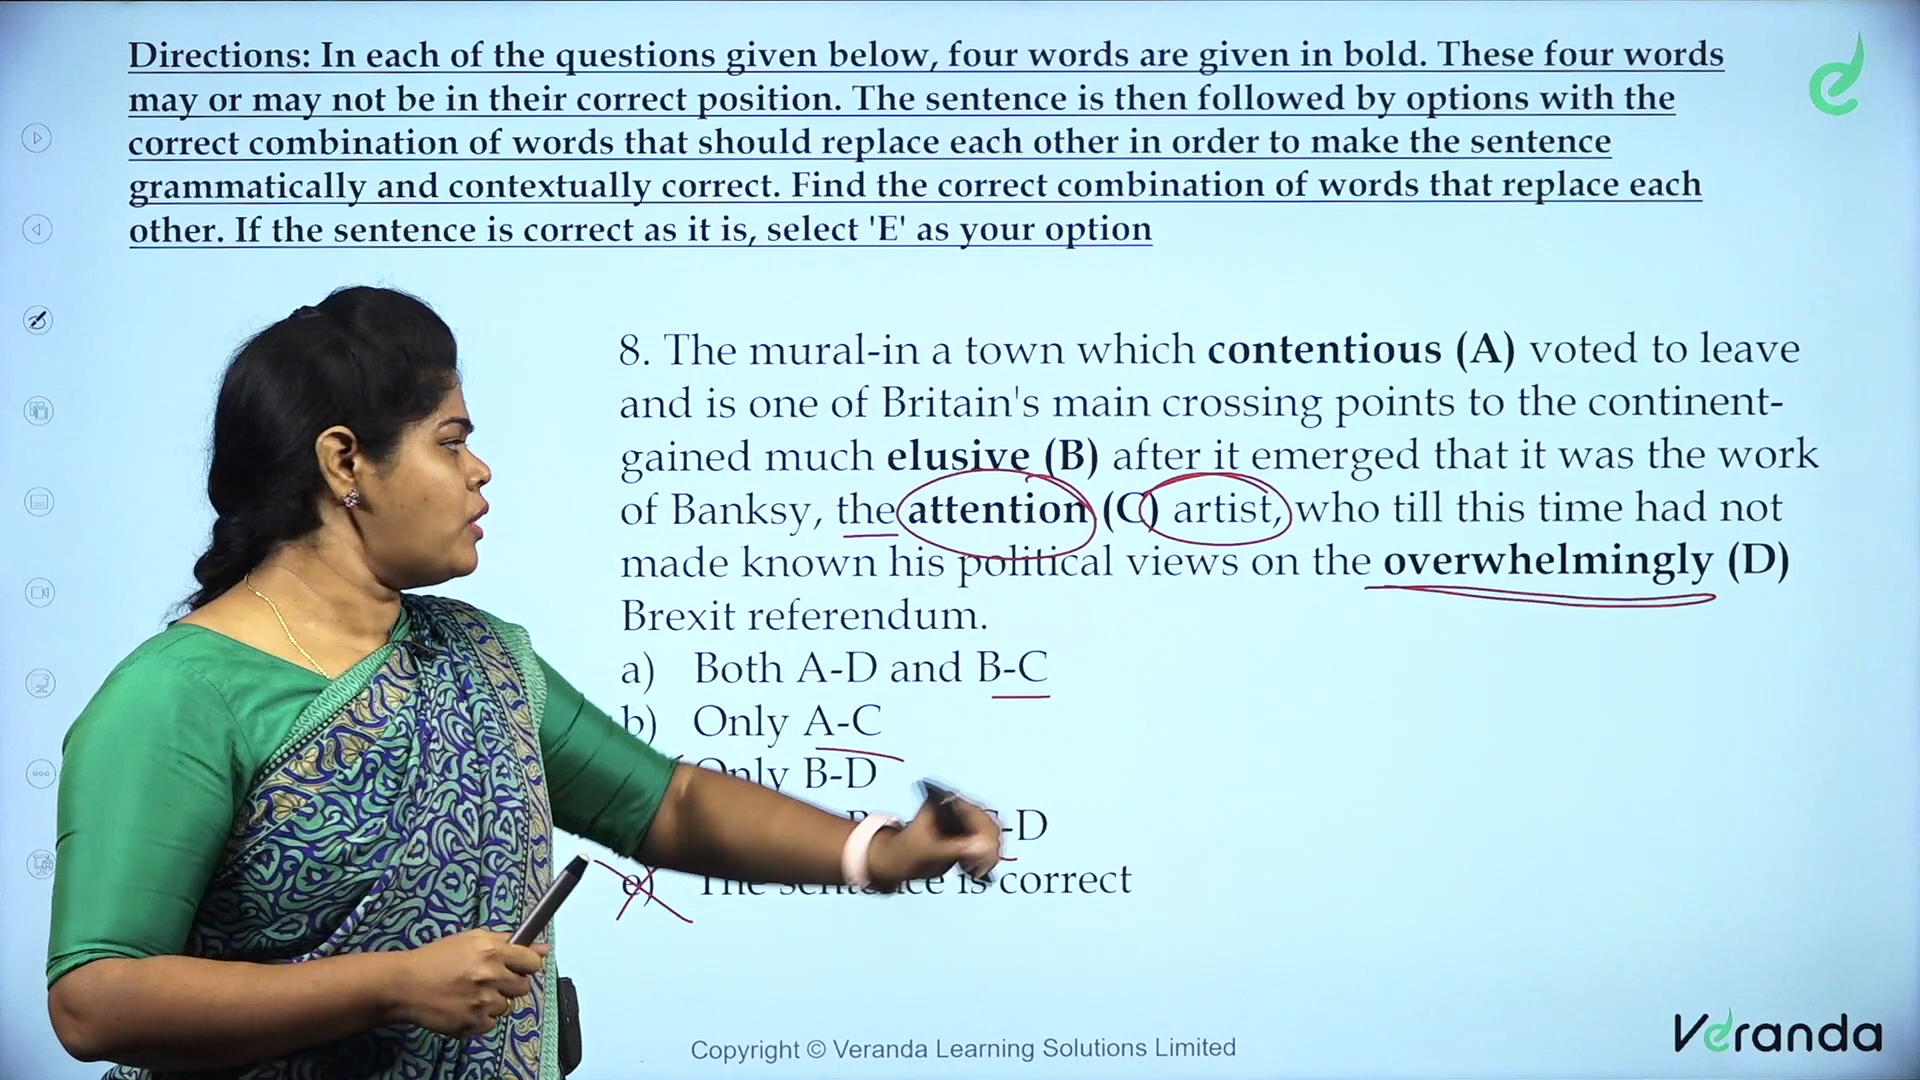 Directions: In each of the questions given below, four words are given in bold. These four words
may or may not be in their correct position. The sentence is then followed by options with the
correct combination of words that should replace each other in order to make the sentence
grammatically and contextually correct. Find the correct combination of words that replace each
other. If the sentence is correct as it is, select 'E' as your option
8. The mural-in a town which contentious (A) voted to leave
and is one of Britain's main crossing points to the continent-
gained much elusive (B) after it emerged that it was the work
of Banksy, the attention (C) artist, who till this time had not
made known his political views on the overwhelmingly (D)
Brexit referendum.
a) Both A-D and B-C
b) Only A-C
Only B-D
-D
e) The sentence is correct
Copyright © Veranda Learning Solutions Limited
Veranda